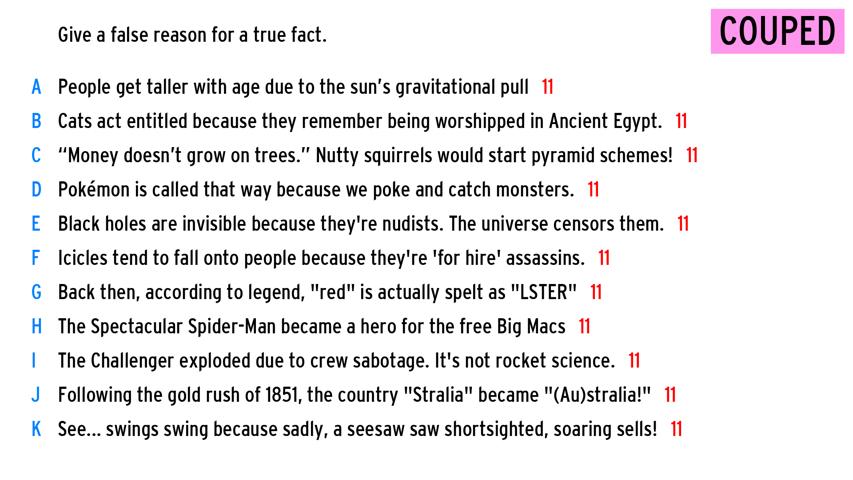 Give a false reason for a true fact.
COUPED
A People get taller with age due to the sun's gravitational pull 11
B Cats act entitled because they remember being worshipped in Ancient Egypt. 11
C “Money doesn’t grow on trees.” Nutty squirrels would start pyramid schemes! 11
D Pokémon is called that way because we poke and catch monsters. 11
E Black holes are invisible because they're nudists. The universe censors them. 11
F Icicles tend to fall onto people because they're 'for hire' assassins. 11
G Back then, according to legend, "red" is actually spelt as "LSTER" 11
H The Spectacular Spider-Man became a hero for the free Big Macs 11
I The Challenger exploded due to crew sabotage. It's not rocket science. 11
J Following the gold rush of 1851, the country "Stralia" became "(Au)stralia!" 11
K See... swings swing because sadly, a seesaw saw shortsighted, soaring sells! 11